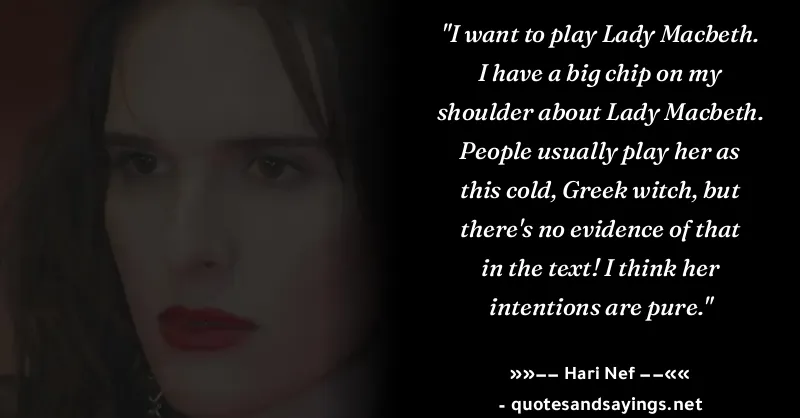 "I want to play Lady Macbeth.
I have a big chip on my
shoulder about Lady Macbeth.
People usually play her as
this cold, Greek witch, but
there's no evidence of that
in the text! I think her
intentions are pure."
»»–– Hari Nef ––««
- quotesandsayings.net